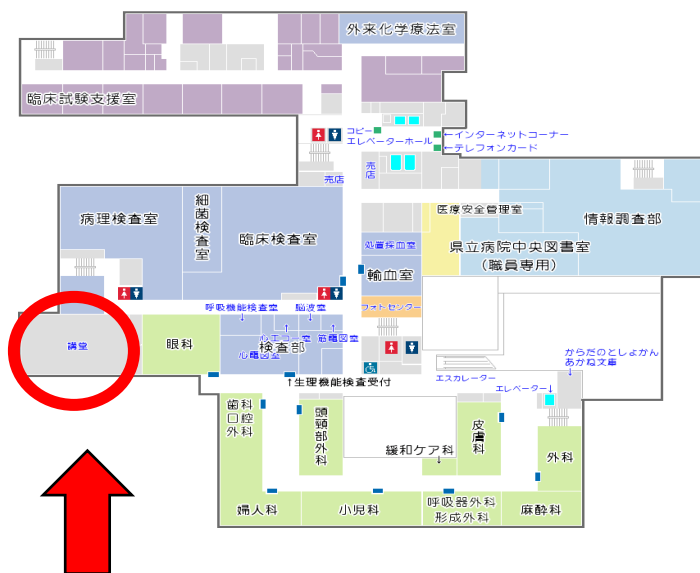 外来化学療法室
臨床試験支援室
コピー
エレベーターホール
←インターネットコーナー
←テレフォンカード
売店
売店
病理検査室
細菌検査室
臨床検査室
処置採血室
輸血室
フォトセンター
医療安全管理室
県立病院中央図書室
(職員専用)
情報調査部
呼吸機能検査室
↓
脳波室
↓
心エコー室
↑
筋電図室
↓
検査部
心電図室
講堂
眼科
↑生理機能検査受付
エスカレーター
エレベーター↓
からだのとしょかん
あかね文庫
↓
歯科
口腔
外科
頭頸部外科
緩和ケア科
↓
皮膚科
外科
婦人科
小児科
呼吸器外科
形成外科
麻酔科